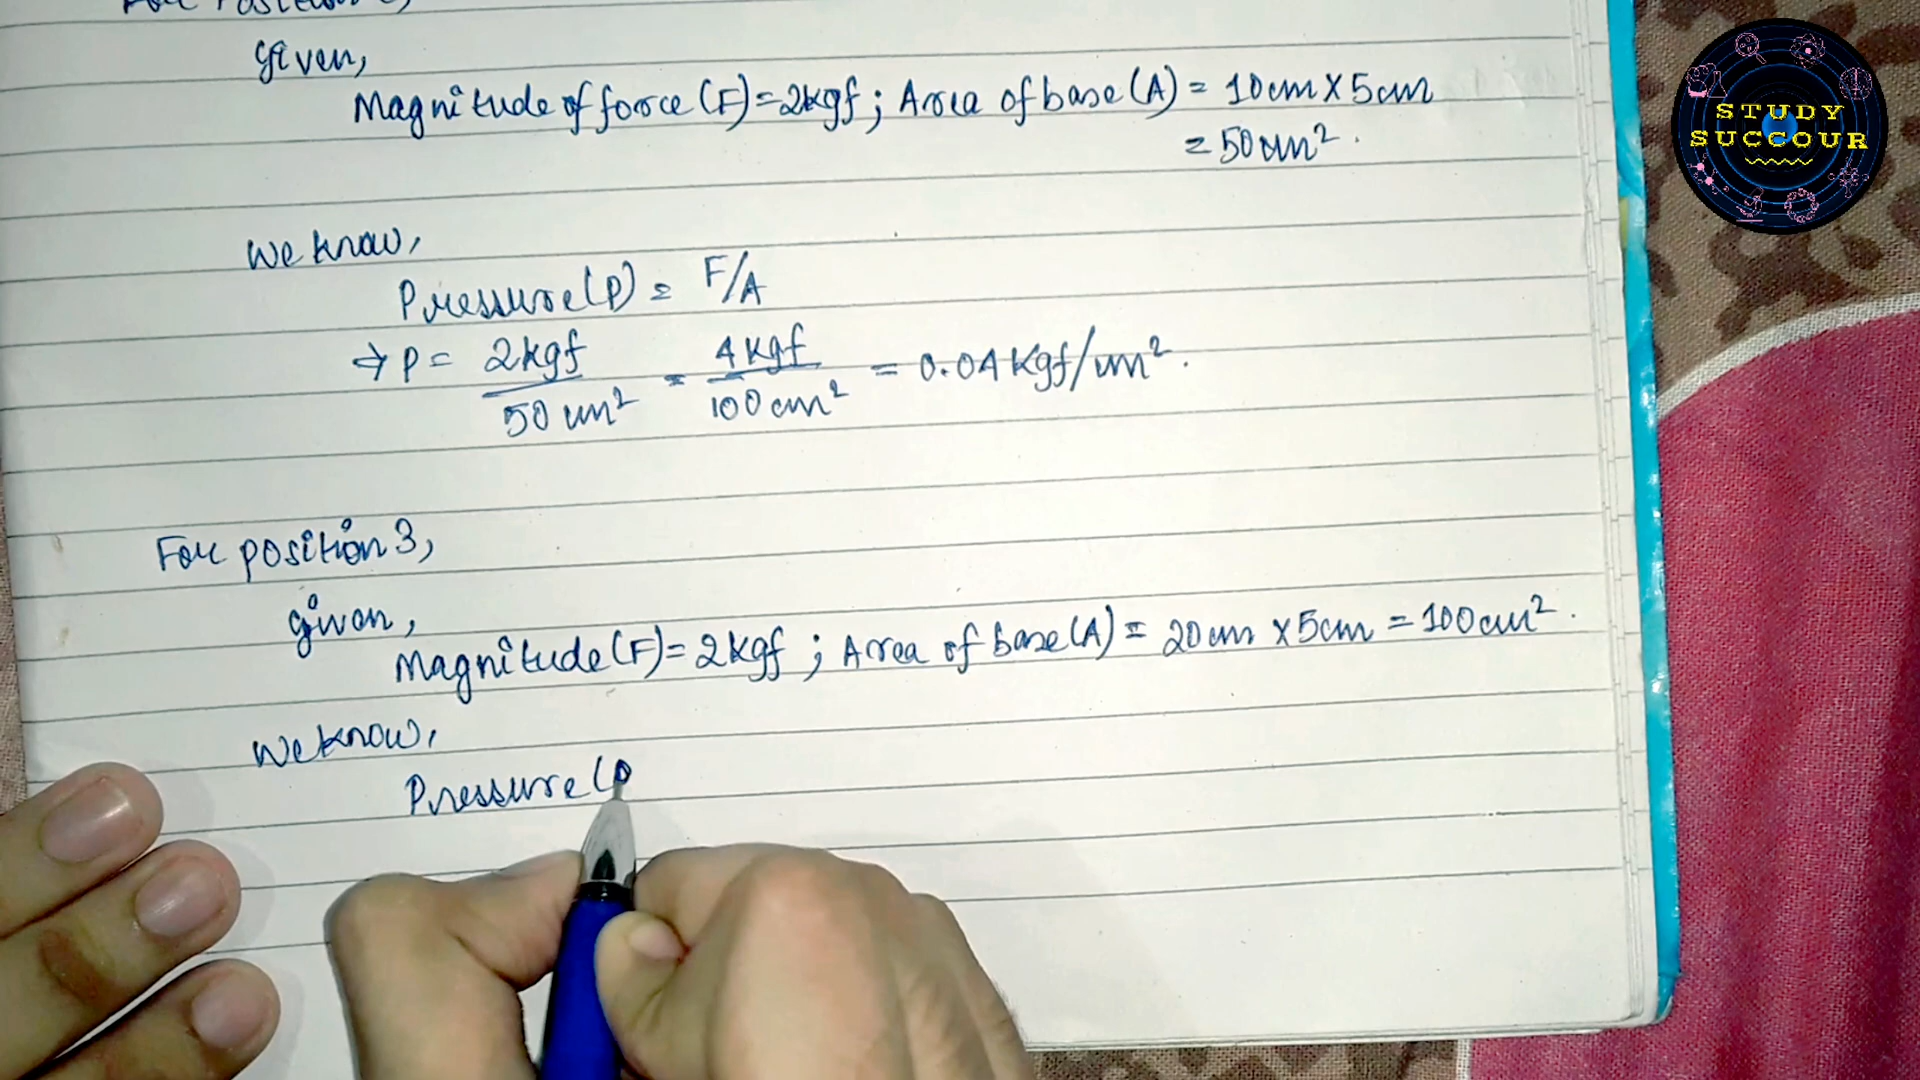 For Position
given,
Magnitude of force (F) = 2kgf ; Area of base (A) = 10cm X 5cm
= 50cm².
We know,
Pressure (P) = F/A
⇒ P = 2kgf/50cm² = 4kgf/100cm² = 0.04 Kgf/cm².
For position 3,
given,
Magnitude (F) = 2kgf ; Area of base (A) = 20cm X 5cm = 100cm².
We know,
Pressure (P
STUDY
SUCCOUR